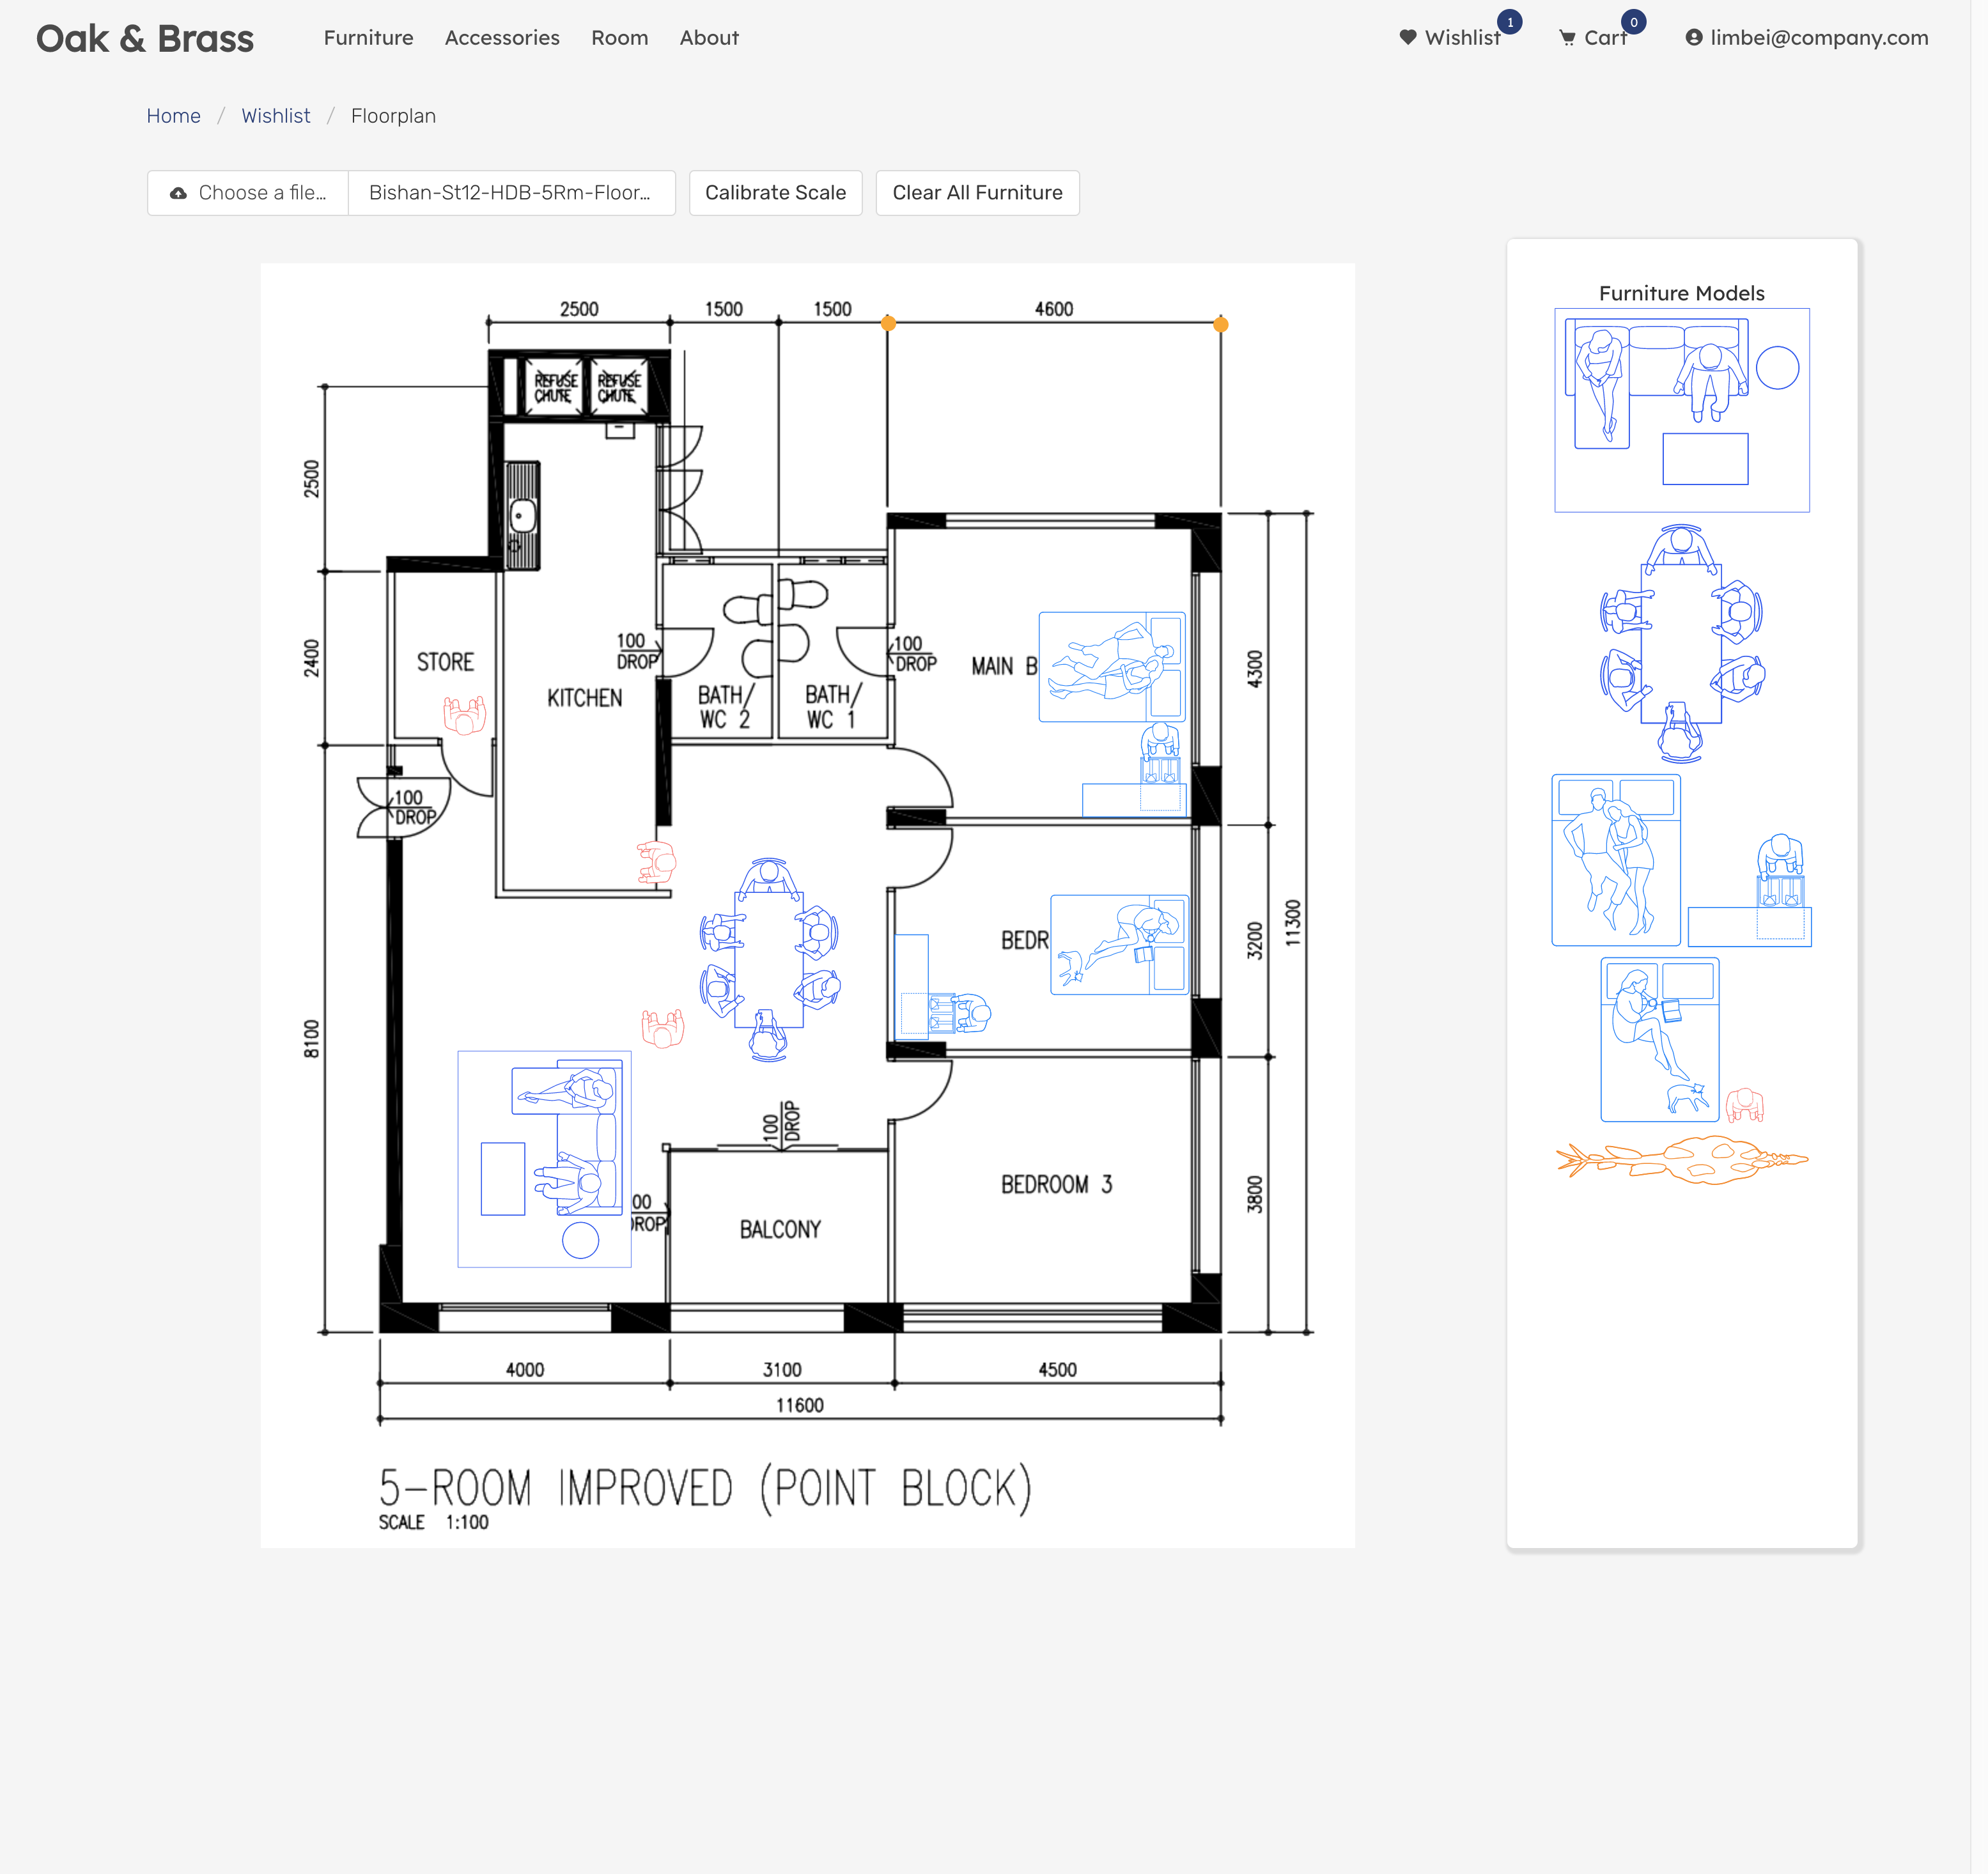 Oak & Brass
Furniture Accessories Room About
Wishlist 1 Cart 0 limbei@company.com
Home / Wishlist / Floorplan
Choose a file... Bishan-St12-HDB-5Rm-Floor... Calibrate Scale Clear All Furniture
Furniture Models
2500 1500 1500 4600
REFUSE CHUTE REFUSE CHUTE
2500
2400
8100
STORE
KITCHEN
100 DROP
BATH/ WC 2
BATH/ WC 1
100 DROP
MAIN B
4300
100 DROP
BEDR
3200
11300
100 DROP
BEDROOM 3
3800
00 DROP
BALCONY
4000 3100 4500
11600
5-ROOM IMPROVED (POINT BLOCK)
SCALE 1:100